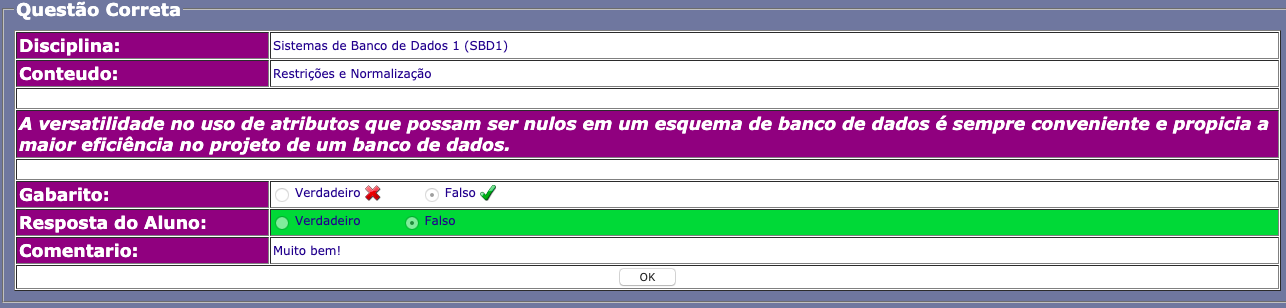 Questão Correta
Disciplina: Sistemas de Banco de Dados 1 (SBD1)
Conteudo: Restrições e Normalização
A versatilidade no uso de atributos que possam ser nulos em um esquema de banco de dados é sempre conveniente e propicia a
maior eficiência no projeto de um banco de dados.
Gabarito: Verdadeiro Falso
Resposta do Aluno: Verdadeiro Falso
Comentario: Muito bem!
OK